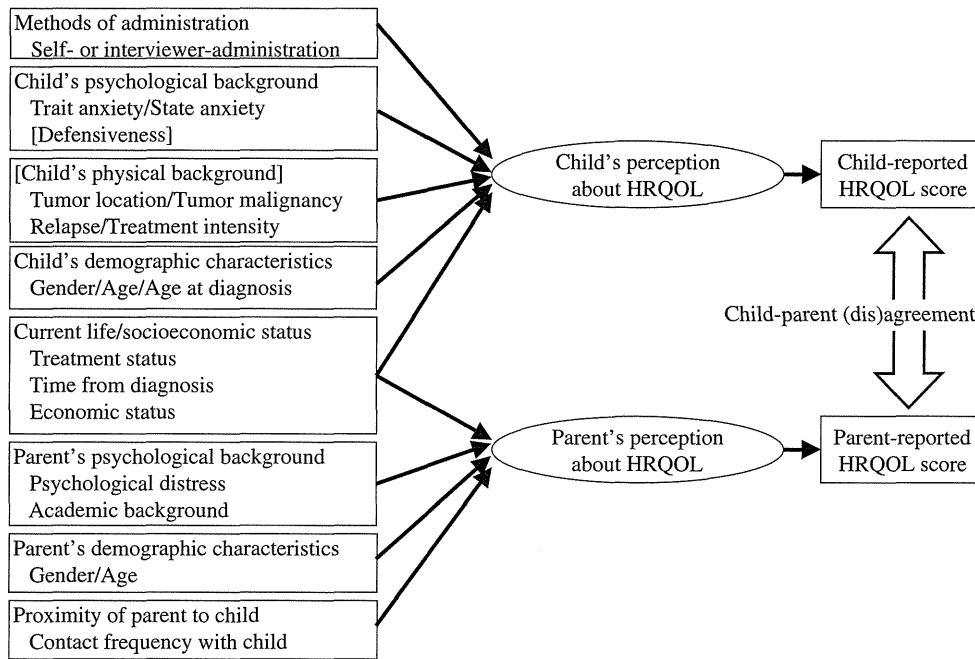 Methods of administration
Self- or interviewer-administration
Child's psychological background
Trait anxiety/State anxiety
[Defensiveness]
[Child's physical background]
Tumor location/Tumor malignancy
Relapse/Treatment intensity
Child's demographic characteristics
Gender/Age/Age at diagnosis
Current life/socioeconomic status
Treatment status
Time from diagnosis
Economic status
Parent's psychological background
Psychological distress
Academic background
Parent's demographic characteristics
Gender/Age
Proximity of parent to child
Contact frequency with child
Child's perception
about HRQOL
Parent's perception
about HRQOL
Child-reported
HRQOL score
Child-parent (dis)agreement
Parent-reported
HRQOL score